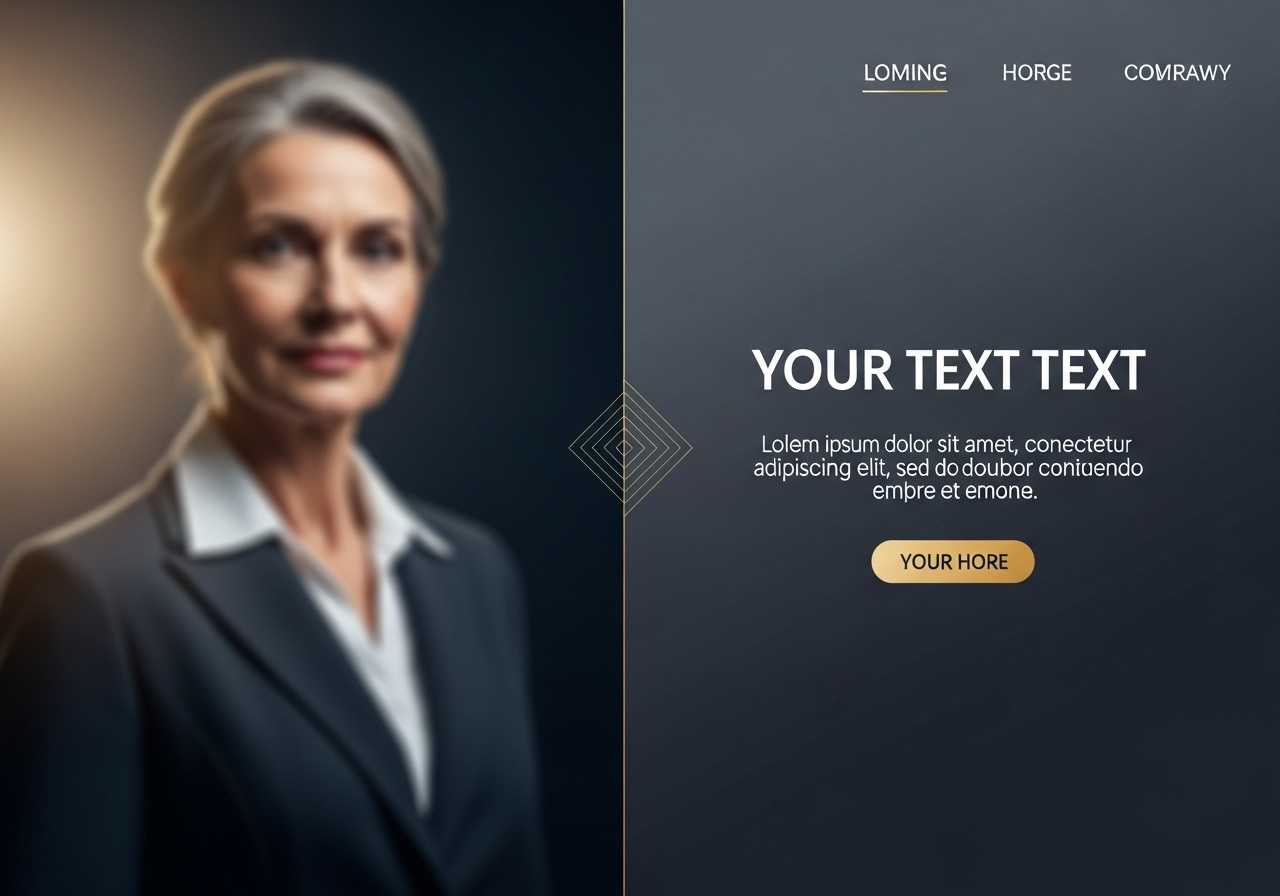 LOMING HORGE COMRAWY
YOUR TEXT TEXT
Lolem ipsum dolor sit amet, conectetur
adipiscing elit, sed do doubor coniuendo
embre et emone.
YOUR HORE